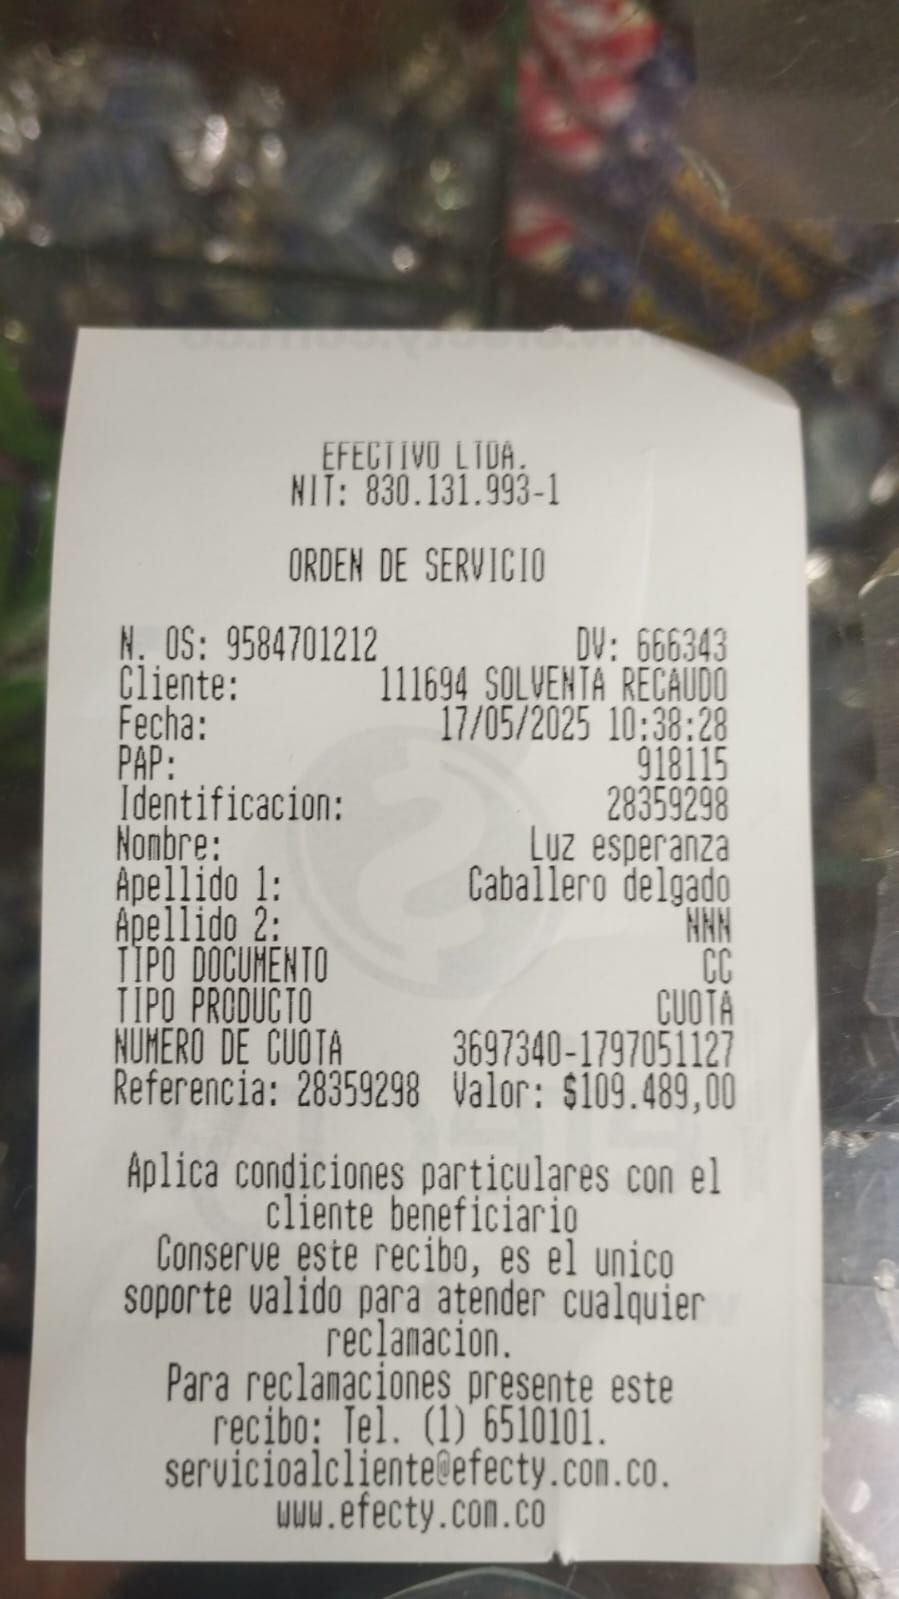 EFECTIVO LTDA.
NIT: 830.131.993-1
ORDEN DE SERVICIO
N. OS: 9584701212 DV: 666343
Cliente: 111694 SOLVENTA RECAUDO
Fecha: 17/05/2025 10:38:28
PAP: 918115
Identificacion: 28359298
Nombre: Luz esperanza
Apellido 1: Caballero delgado
Apellido 2: NNN
TIPO DOCUMENTO CC
TIPO PRODUCTO CUOTA
NUMERO DE CUOTA 3697340-1797051127
Referencia: 28359298 Valor: $109.489,00
Aplica condiciones particulares con el
cliente beneficiario
Conserve este recibo, es el unico
soporte valido para atender cualquier
reclamacion.
Para reclamaciones presente este
recibo: Tel. (1) 6510101.
servicioalcliente@efecty.com.co.
www.efecty.com.co